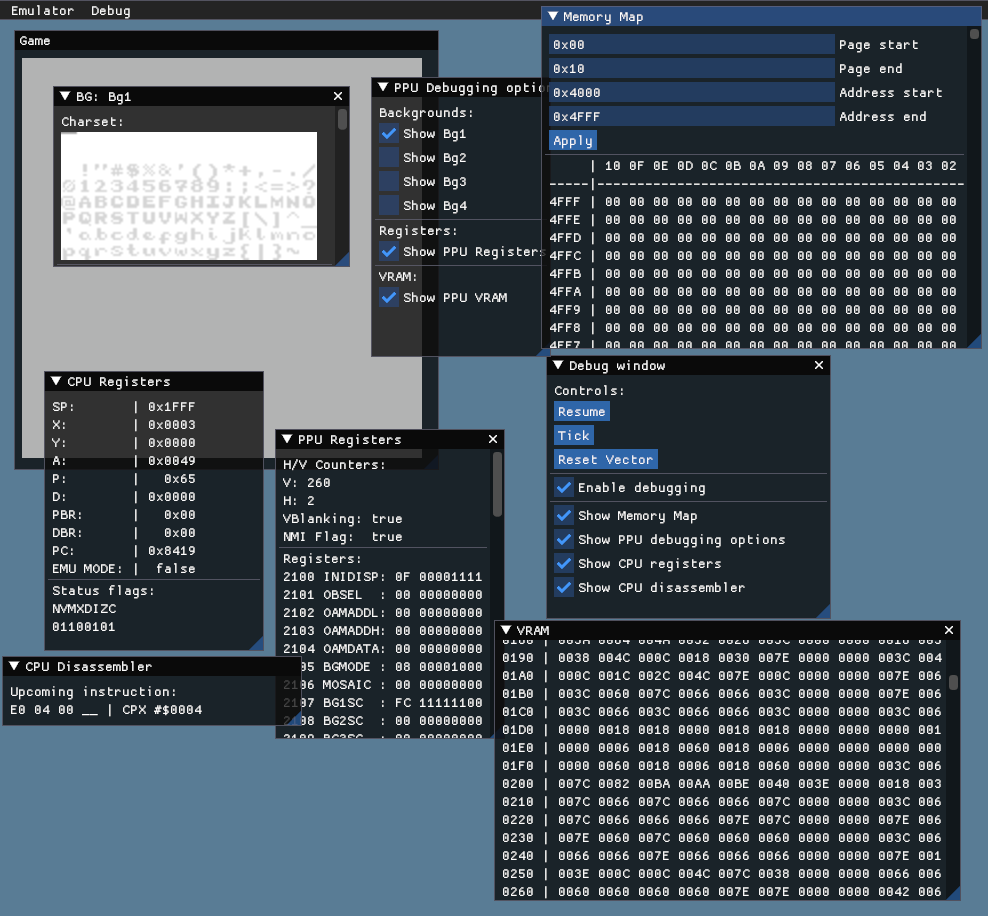 Emulator Debug
Game
BG: Bg1
Charset:
!"#$%&'()*+,-./
0123456789:;<=>?
@ABCDEFGHIJKLMNO
PQRSTUVWXYZ[\]^_
'abcdefghijklmno
pqrstuvwxyz{|}~
PPU Debugging optio
Backgrounds:
Show Bg1
Show Bg2
Show Bg3
Show Bg4
Registers:
Show PPU Registers
VRAM:
Show PPU VRAM
Memory Map
0x00 Page start
0x10 Page end
0x4000 Address start
0x4FFF Address end
Apply
| 10 0F 0E 0D 0C 0B 0A 09 08 07 06 05 04 03 02
-----|-----------------------------------------
4FFF | 00 00 00 00 00 00 00 00 00 00 00 00 00 00 00
4FFE | 00 00 00 00 00 00 00 00 00 00 00 00 00 00 00
4FFD | 00 00 00 00 00 00 00 00 00 00 00 00 00 00 00
4FFC | 00 00 00 00 00 00 00 00 00 00 00 00 00 00 00
4FFB | 00 00 00 00 00 00 00 00 00 00 00 00 00 00 00
4FFA | 00 00 00 00 00 00 00 00 00 00 00 00 00 00 00
4FF9 | 00 00 00 00 00 00 00 00 00 00 00 00 00 00 00
4FF8 | 00 00 00 00 00 00 00 00 00 00 00 00 00 00 00
4FF7 | 00 00 00 00 00 00 00 00 00 00 00 00 00 00 00
CPU Registers
SP: | 0x1FFF
X: | 0x0003
Y: | 0x0000
A: | 0x0049
P: | 0x65
D: | 0x0000
PBR: | 0x00
DBR: | 0x00
PC: | 0x8419
EMU MODE: | false
Status flags:
NVMXDIZC
01100101
PPU Registers
H/V Counters:
V: 260
H: 2
VBlanking: true
NMI Flag: true
Registers:
2100 INIDISP: 0F 00001111
2101 OBSEL : 00 00000000
2102 OAMADDL: 00 00000000
2103 OAMADDH: 00 00000000
2104 OAMDATA: 00 00000000
2105 BGMODE : 08 00001000
2106 MOSAIC : 00 00000000
2107 BG1SC : FC 11111100
2108 BG2SC : 00 00000000
2109 BG3SC : 00 00000000
Debug window
Controls:
Resume
Tick
Reset Vector
Enable debugging
Show Memory Map
Show PPU debugging options
Show CPU registers
Show CPU disassembler
CPU Disassembler
Upcoming instruction:
E0 04 00 __ | CPX #$0004
VRAM
0190 | 0038 004C 000C 0018 0030 007E 0000 0000 003C 004
01A0 | 000C 001C 002C 004C 007E 000C 0000 0000 007E 006
01B0 | 003C 0060 007C 0066 0066 003C 0000 0000 007E 006
01C0 | 003C 0066 003C 0066 0066 003C 0000 0000 003C 006
01D0 | 0000 0018 0018 0000 0018 0018 0000 0000 0000 001
01E0 | 0000 0006 0018 0060 0018 0006 0000 0000 0000 000
01F0 | 0000 0060 0018 0006 0018 0060 0000 0000 003C 006
0200 | 007C 0082 00BA 00AA 00BE 0040 003E 0000 0018 003
0210 | 007C 0066 007C 0066 0066 007C 0000 0000 003C 006
0220 | 007C 0066 0066 0066 007E 007C 0000 0000 007E 006
0230 | 007E 0060 007C 0060 0060 0060 0000 0000 003C 006
0240 | 0066 0066 007E 0066 0066 0066 0000 0000 007E 001
0250 | 003E 000C 000C 004C 007C 0038 0000 0000 0066 006
0260 | 0060 0060 0060 0060 007E 007E 0000 0000 0042 006